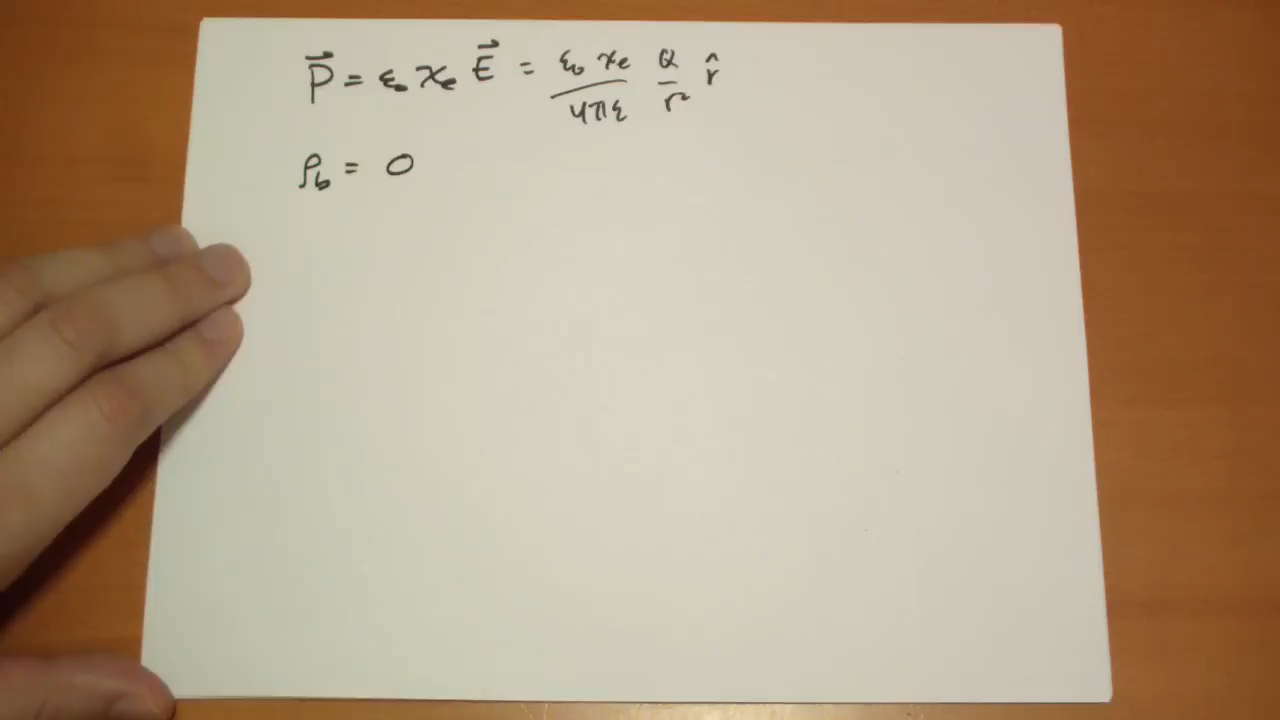 P⃗ = ε₀ χₑ E⃗ = ε₀ χₑ / 4πε Q / r² r̂
ρ_b = 0